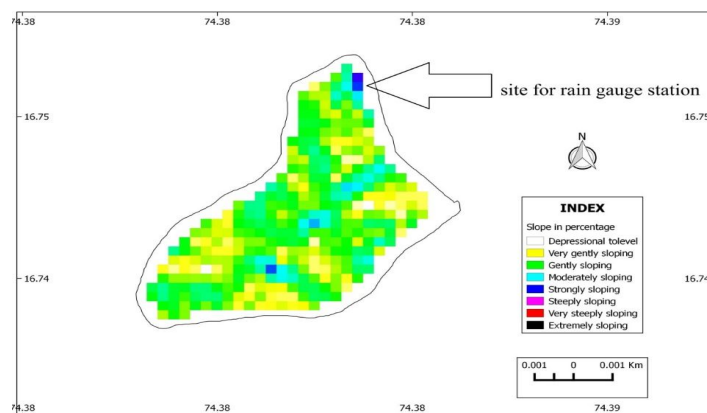 74.38 74.38 74.38 74.39
16.75 16.75
site for rain gauge station
N
INDEX
Slope in percentage
Depressional tolevel
Very gently sloping
Gently sloping
Moderately sloping
Strongly sloping
Steeply sloping
Very steeply sloping
Extremely sloping
16.74 16.74
0.001 0 0.001 Km
74.38 74.38 74.38 74.39